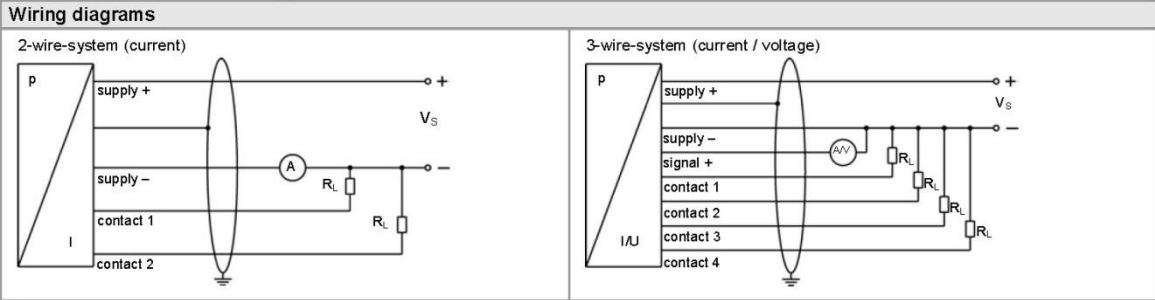 Wiring diagrams
2-wire-system (current)
p
supply +
+
VS
A
–
supply –
RL
contact 1
RL
I
contact 2
3-wire-system (current / voltage)
p
supply +
+
VS
–
supply –
A/V
signal +
RL
contact 1
RL
contact 2
RL
contact 3
RL
I/U
contact 4